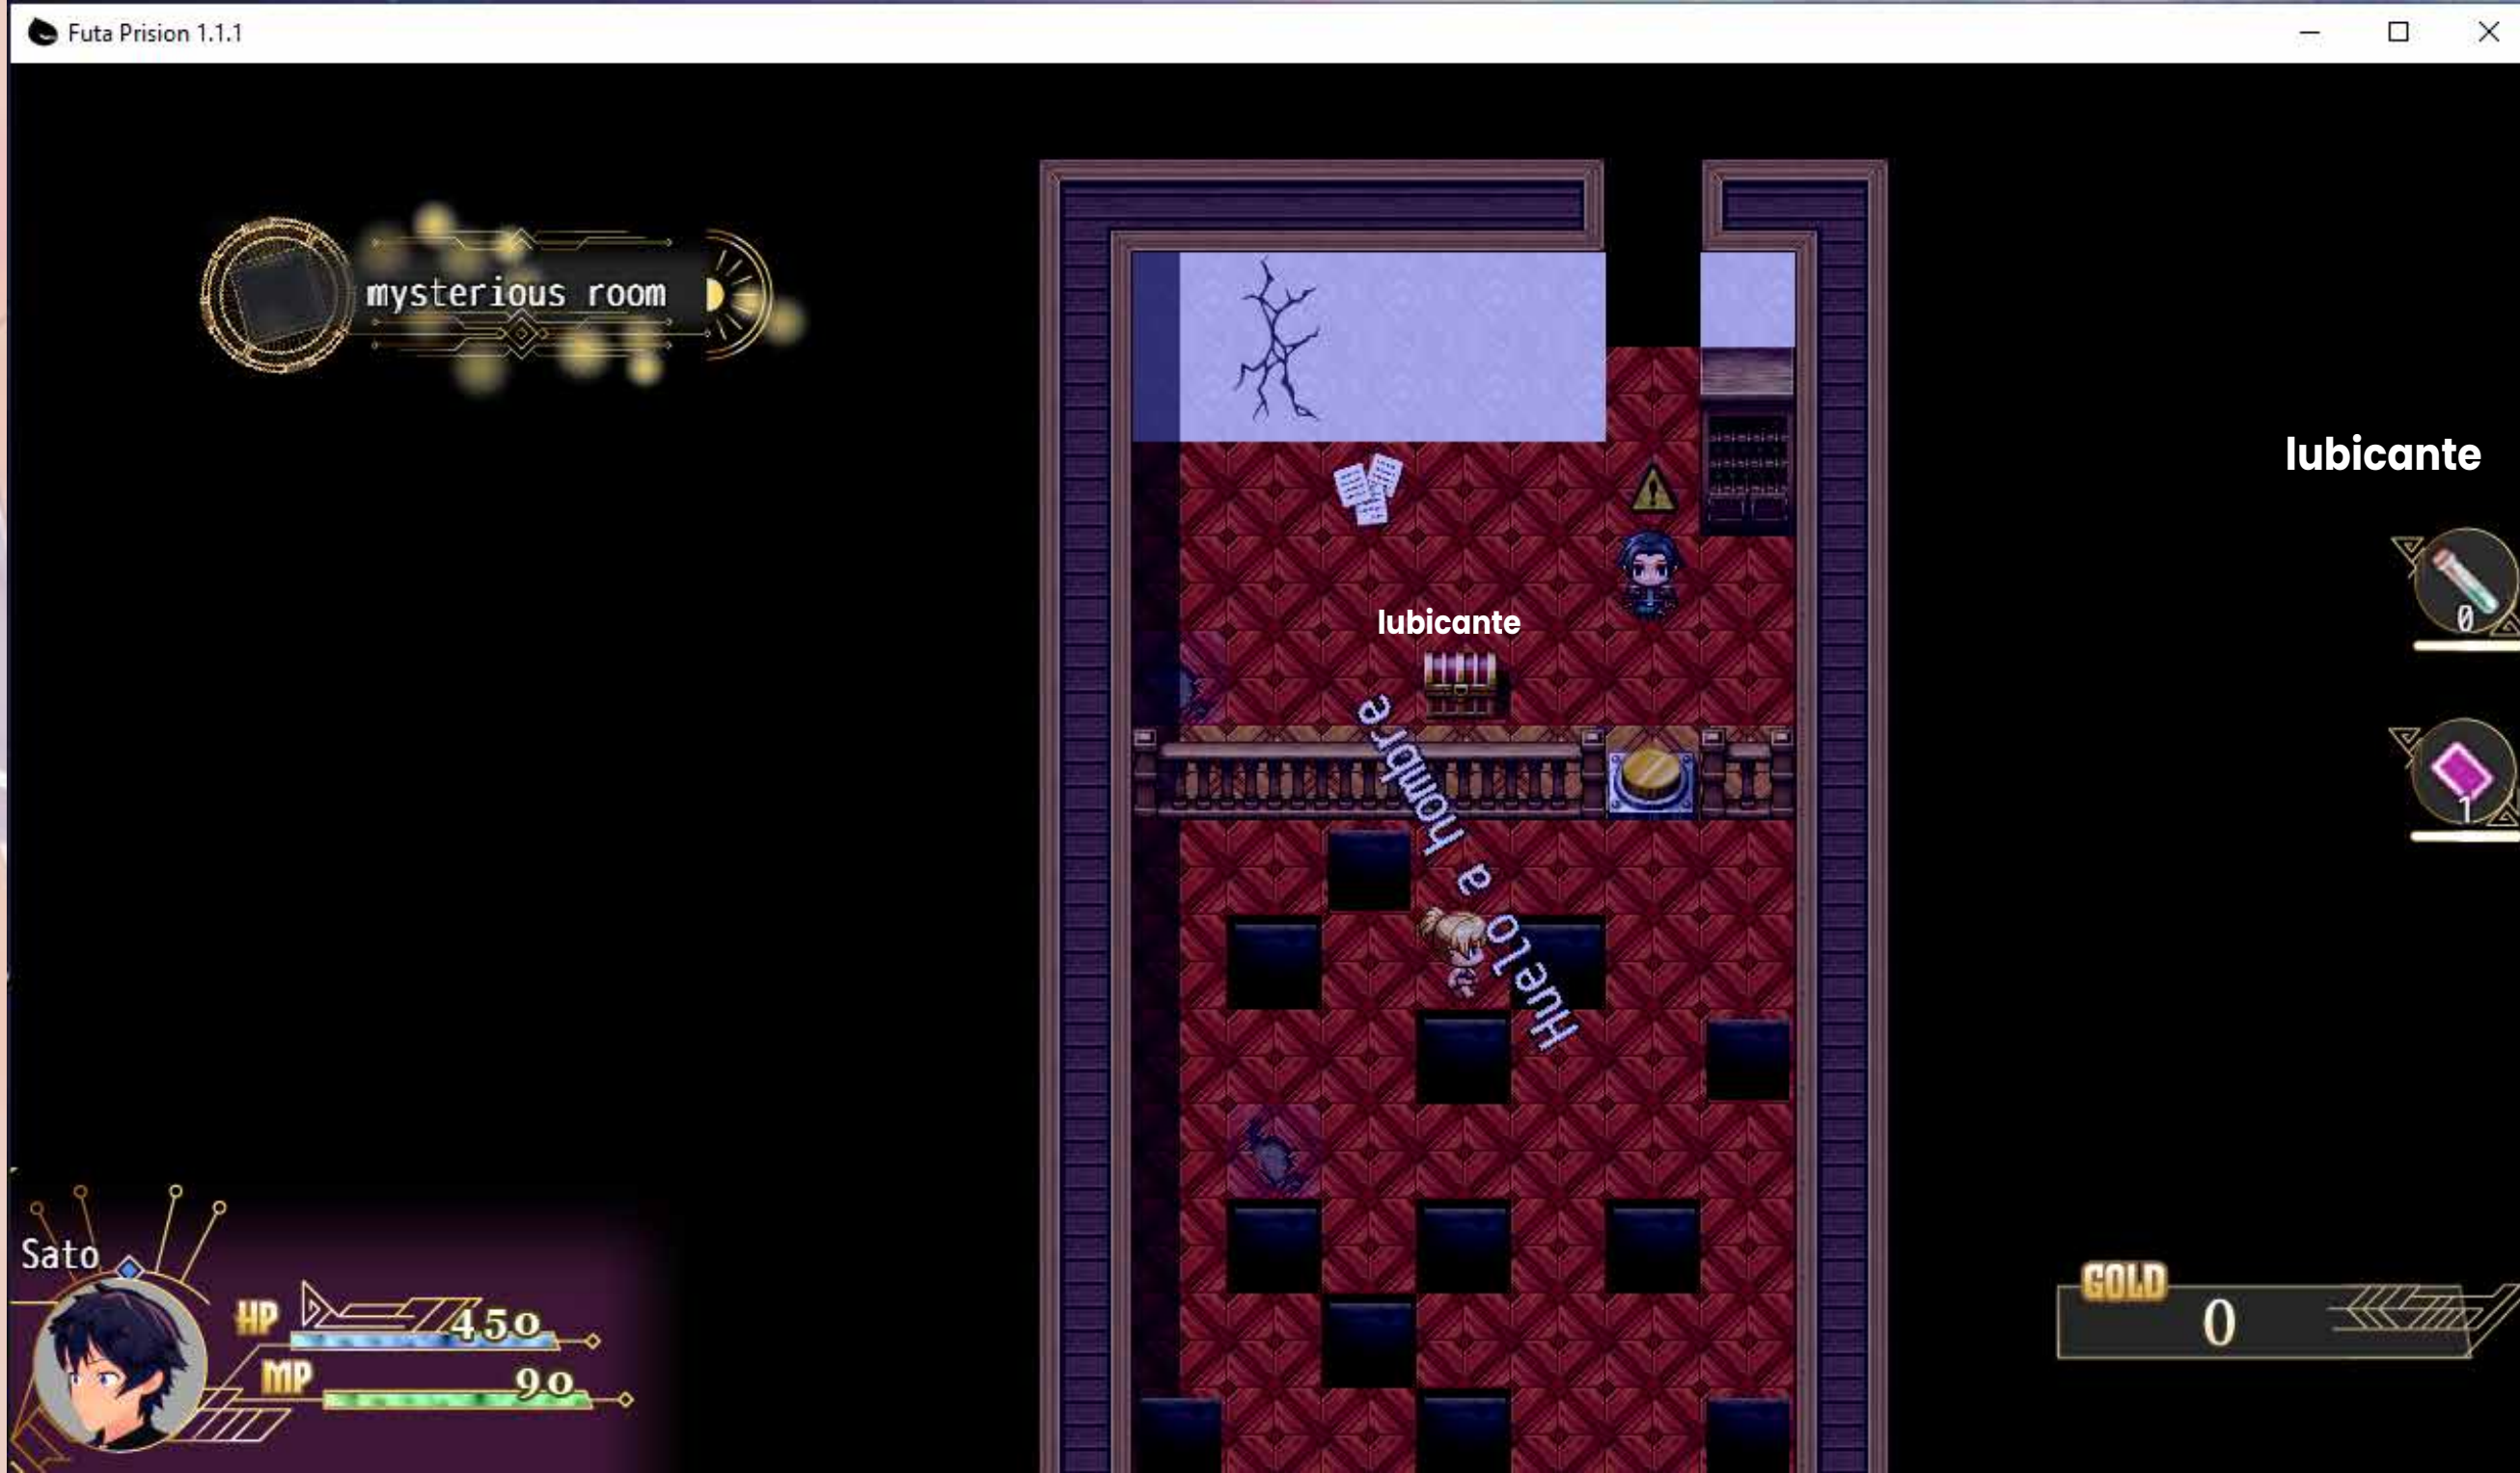 Futa Prision 1.1.1
mysterious room
lubicante
lubicante
0
Huelo a hombre
1
Sato
HP 450
MP 90
GOLD
0